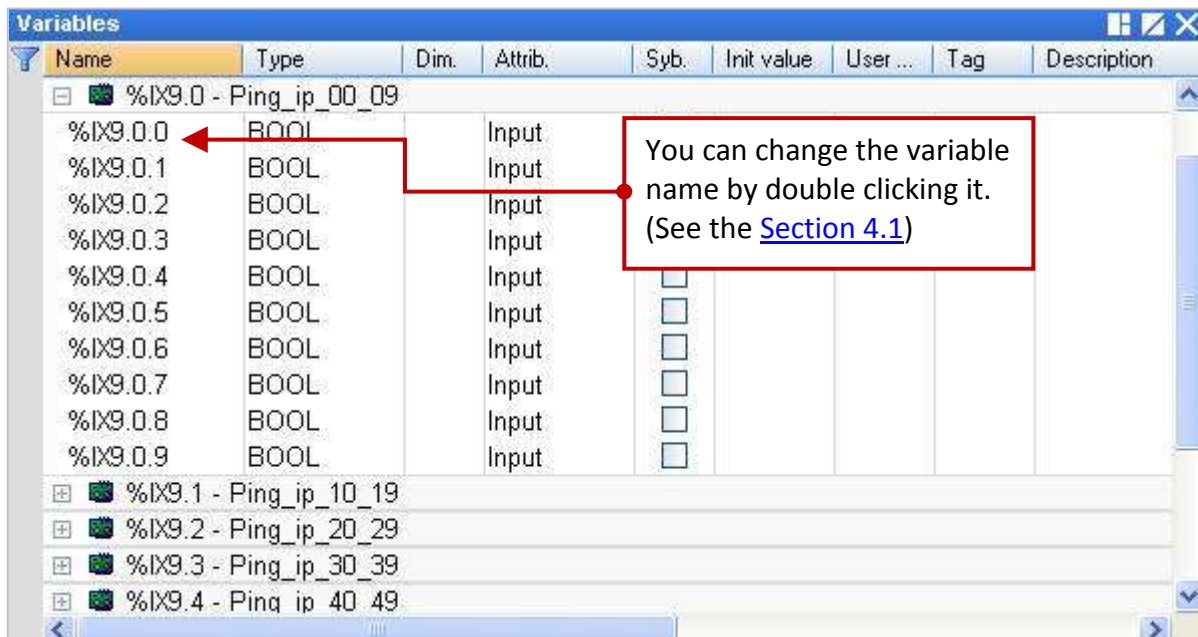 Variables
Name Type Dim. Attrib. Syb. Init value User ... Tag Description
%IX9.0 - Ping_ip_00_09
%IX9.0.0 BOOL Input
%IX9.0.1 BOOL Input
%IX9.0.2 BOOL Input
%IX9.0.3 BOOL Input
%IX9.0.4 BOOL Input
%IX9.0.5 BOOL Input
%IX9.0.6 BOOL Input
%IX9.0.7 BOOL Input
%IX9.0.8 BOOL Input
%IX9.0.9 BOOL Input
%IX9.1 - Ping_ip_10_19
%IX9.2 - Ping_ip_20_29
%IX9.3 - Ping_ip_30_39
%IX9.4 - Ping_ip_40_49
You can change the variable
name by double clicking it.
(See the Section 4.1)